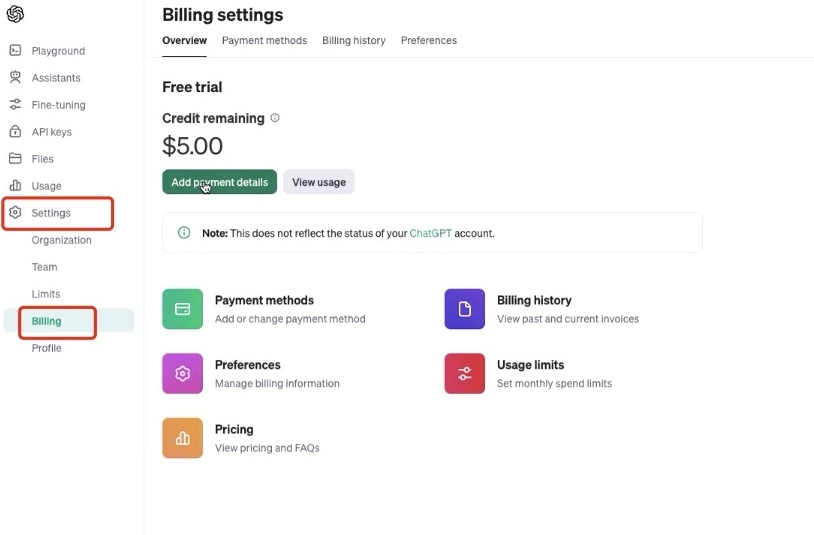 Billing settings
Overview Payment methods Billing history Preferences
Playground
Assistants
Fine-tuning
API keys
Files
Usage
Settings
Organization
Team
Limits
Billing
Profile
Free trial
Credit remaining
$5.00
Add payment details View usage
Note: This does not reflect the status of your ChatGPT account.
Payment methods
Add or change payment method
Billing history
View past and current invoices
Preferences
Manage billing information
Usage limits
Set monthly spend limits
Pricing
View pricing and FAQs